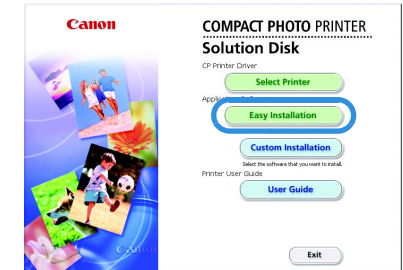 Canon
COMPACT PHOTO PRINTER
Solution Disk
CP Printer Driver
Select Printer
Easy Installation
Custom Installation
Select the software that you want to install.
Printer User Guide
User Guide
Exit
Canon